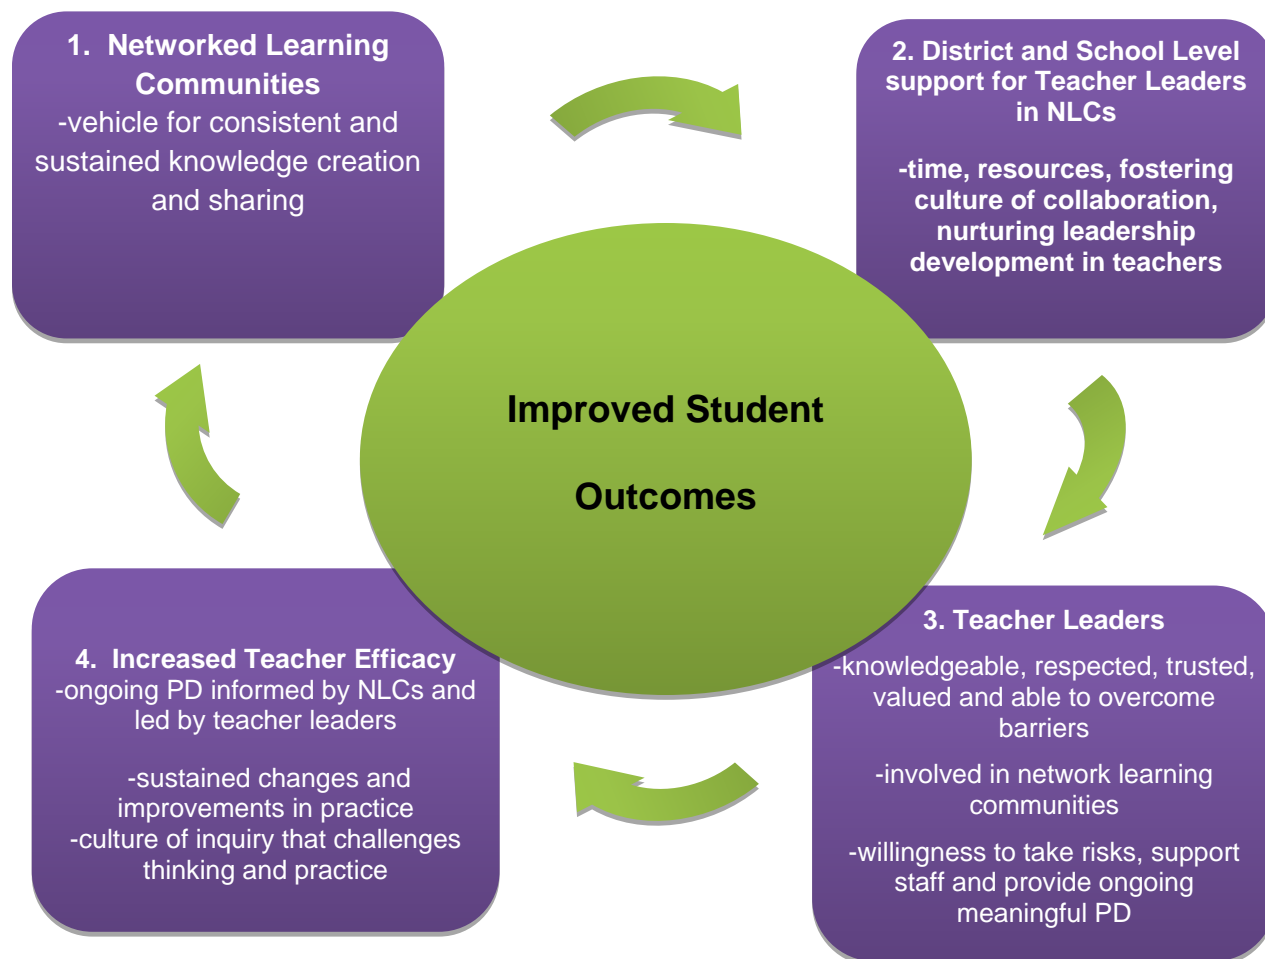 1. Networked Learning
Communities
-vehicle for consistent and
sustained knowledge creation
and sharing
2. District and School Level
support for Teacher Leaders
in NLCs
-time, resources, fostering
culture of collaboration,
nurturing leadership
development in teachers
Improved Student
Outcomes
3. Teacher Leaders
-knowledgeable, respected, trusted,
valued and able to overcome
barriers
-involved in network learning
communities
-willingness to take risks, support
staff and provide ongoing
meaningful PD
4. Increased Teacher Efficacy
-ongoing PD informed by NLCs and
led by teacher leaders
-sustained changes and
improvements in practice
-culture of inquiry that challenges
thinking and practice